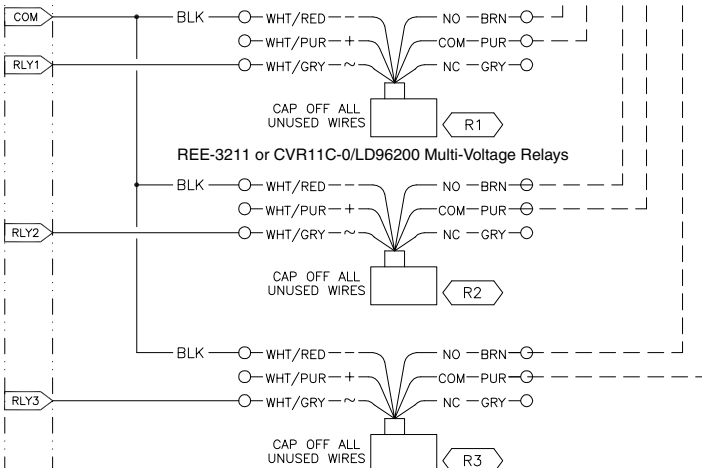 COM BLK WHT/RED - - NO BRN
WHT/PUR - + COM PUR
RLY1 WHT/GRY - ~ NC GRY
CAP OFF ALL
UNUSED WIRES R1
REE-3211 or CVR11C-0/LD96200 Multi-Voltage Relays
BLK WHT/RED - - NO BRN
WHT/PUR - + COM PUR
RLY2 WHT/GRY - ~ NC GRY
CAP OFF ALL
UNUSED WIRES R2
BLK WHT/RED - - NO BRN
WHT/PUR - + COM PUR
RLY3 WHT/GRY - ~ NC GRY
CAP OFF ALL
UNUSED WIRES R3